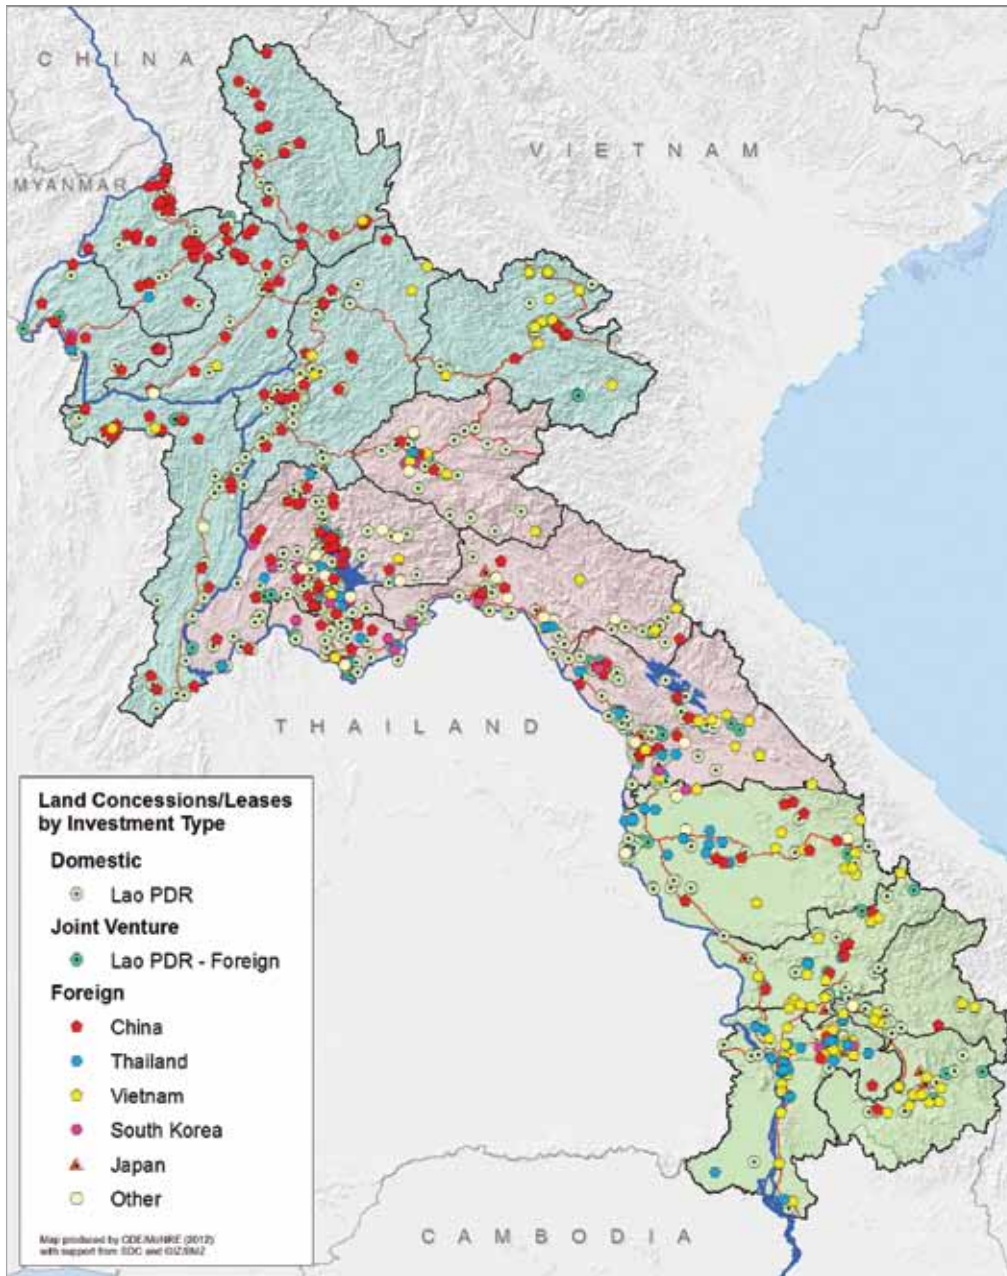 CHINA
VIETNAM
MYANMAR
THAILAND
Land Concessions/Leases
by Investment Type
Domestic
Lao PDR
Joint Venture
Lao PDR - Foreign
Foreign
China
Thailand
Vietnam
South Korea
Japan
Other
Map produced by CDE/MoNRE (2012)
with support from SDC and GIZ/BMZ
CAMBODIA